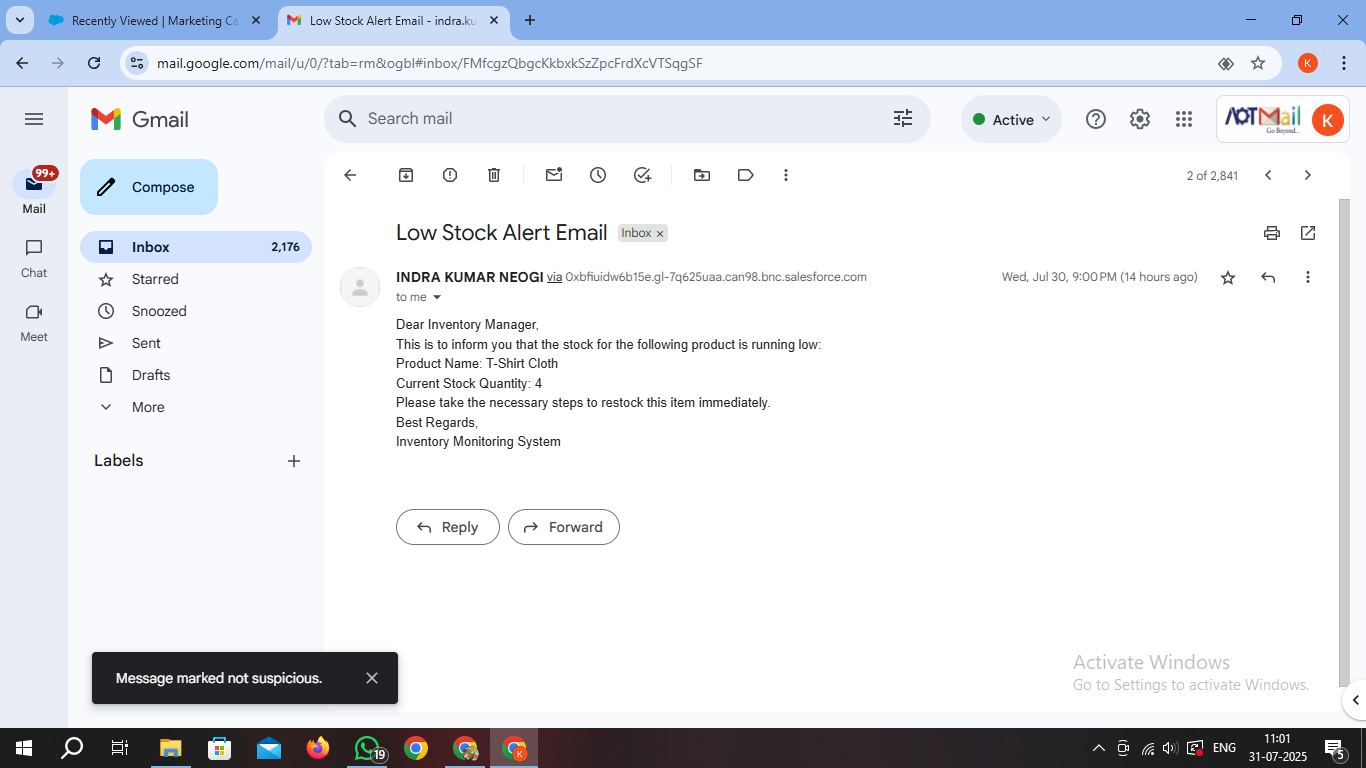 Recently Viewed | Marketing Ca
Low Stock Alert Email - indra.ku
mail.google.com/mail/u/0/?tab=rm&ogbl#inbox/FMfcgzQbgcKkbxkSzZpcFrdXcVTSqgSF
K
Gmail
Search mail
Active
AOT Mail
Go Beyond...
K
99+
Mail
Chat
Meet
Compose
Inbox 2,176
Starred
Snoozed
Sent
Drafts
More
Labels
2 of 2,841
Low Stock Alert Email Inbox x
INDRA KUMAR NEOGI via 0xbfiuidw6b15e.gl-7q625uaa.can98.bnc.salesforce.com
Wed, Jul 30, 9:00 PM (14 hours ago)
to me
Dear Inventory Manager,
This is to inform you that the stock for the following product is running low:
Product Name: T-Shirt Cloth
Current Stock Quantity: 4
Please take the necessary steps to restock this item immediately.
Best Regards,
Inventory Monitoring System
Reply
Forward
Message marked not suspicious.
Activate Windows
Go to Settings to activate Windows.
19
K
ENG
11:01
31-07-2025
5